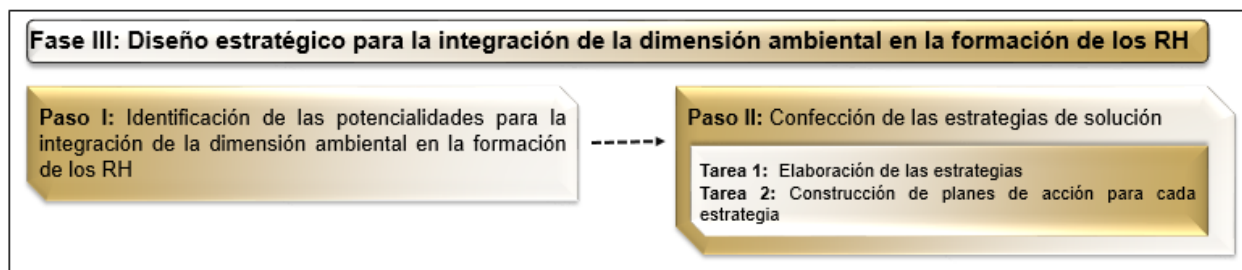 Fase III: Diseño estratégico para la integración de la dimensión ambiental en la formación de los RH
Paso I: Identificación de las potencialidades para la
integración de la dimensión ambiental en la formación
de los RH
Paso II: Confección de las estrategias de solución
Tarea 1: Elaboración de las estrategias
Tarea 2: Construcción de planes de acción para cada
estrategia